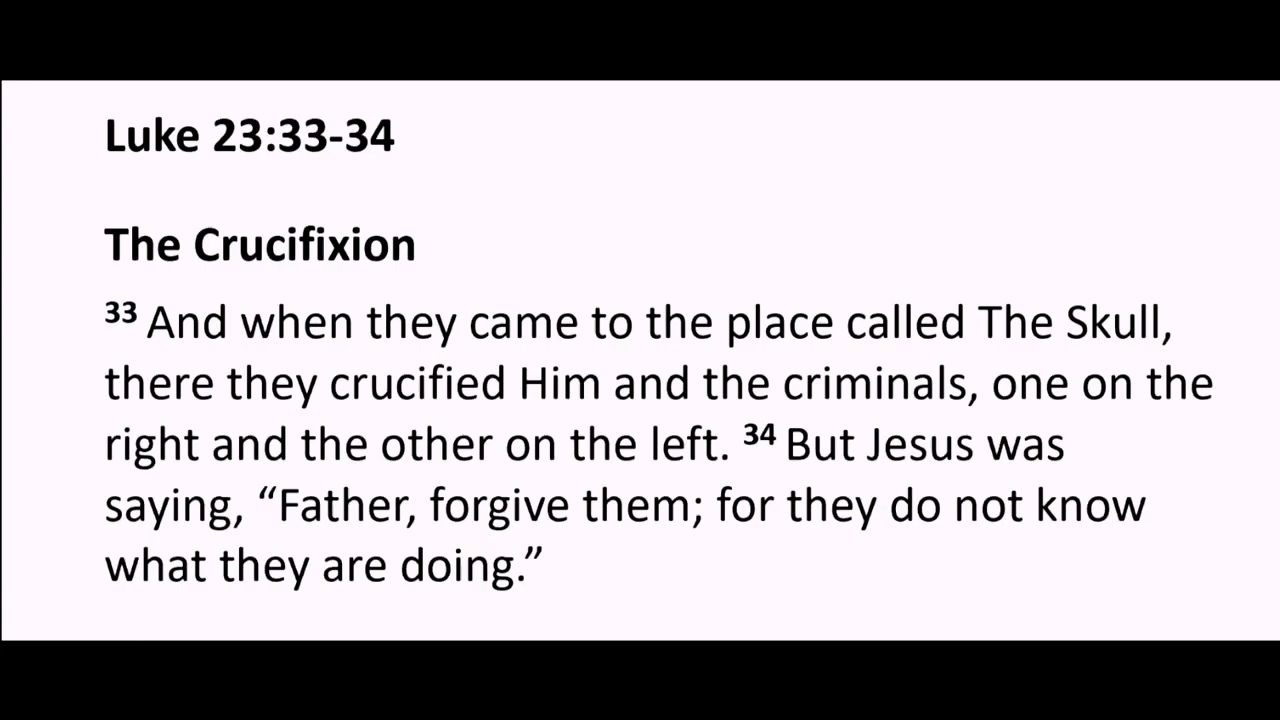 Luke 23:33-34
The Crucifixion
33 And when they came to the place called The Skull,
there they crucified Him and the criminals, one on the
right and the other on the left. 34 But Jesus was
saying, “Father, forgive them; for they do not know
what they are doing.”